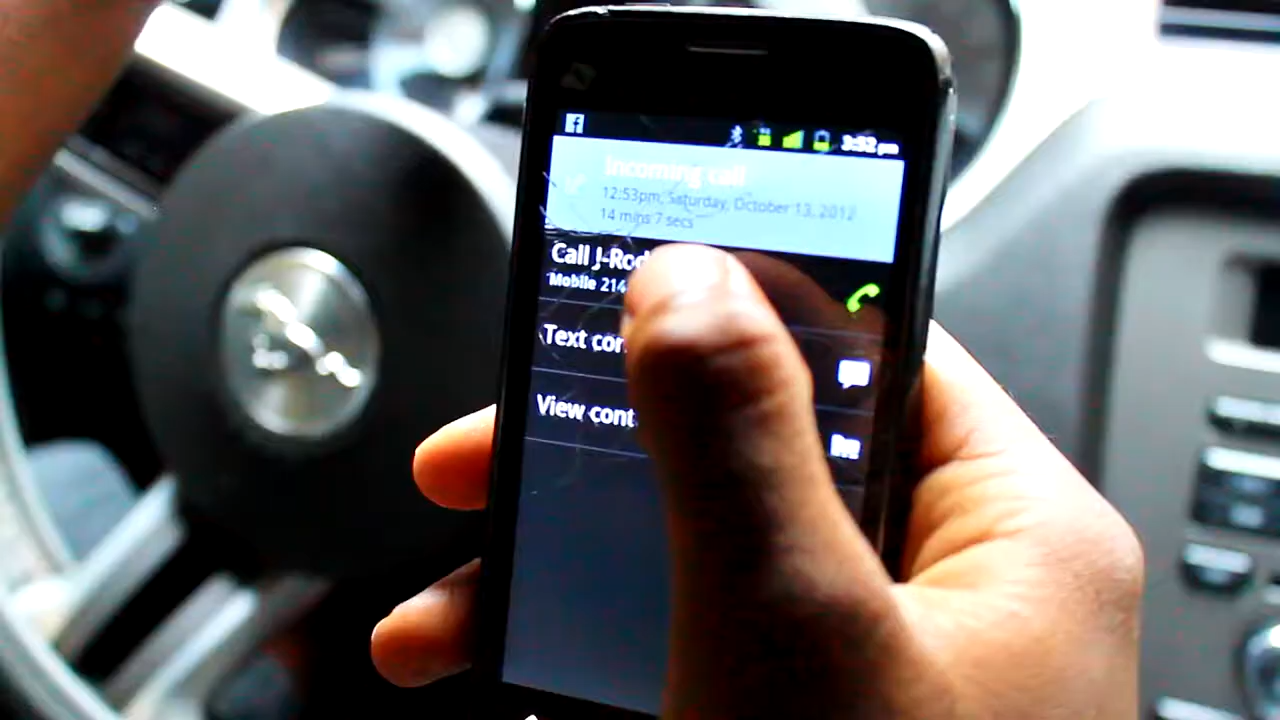 3:52 pm
Incoming call
12:53pm, Saturday, October 13, 2012
14 mins 7 secs
Call J-Rod
Mobile 214
Text con
View cont